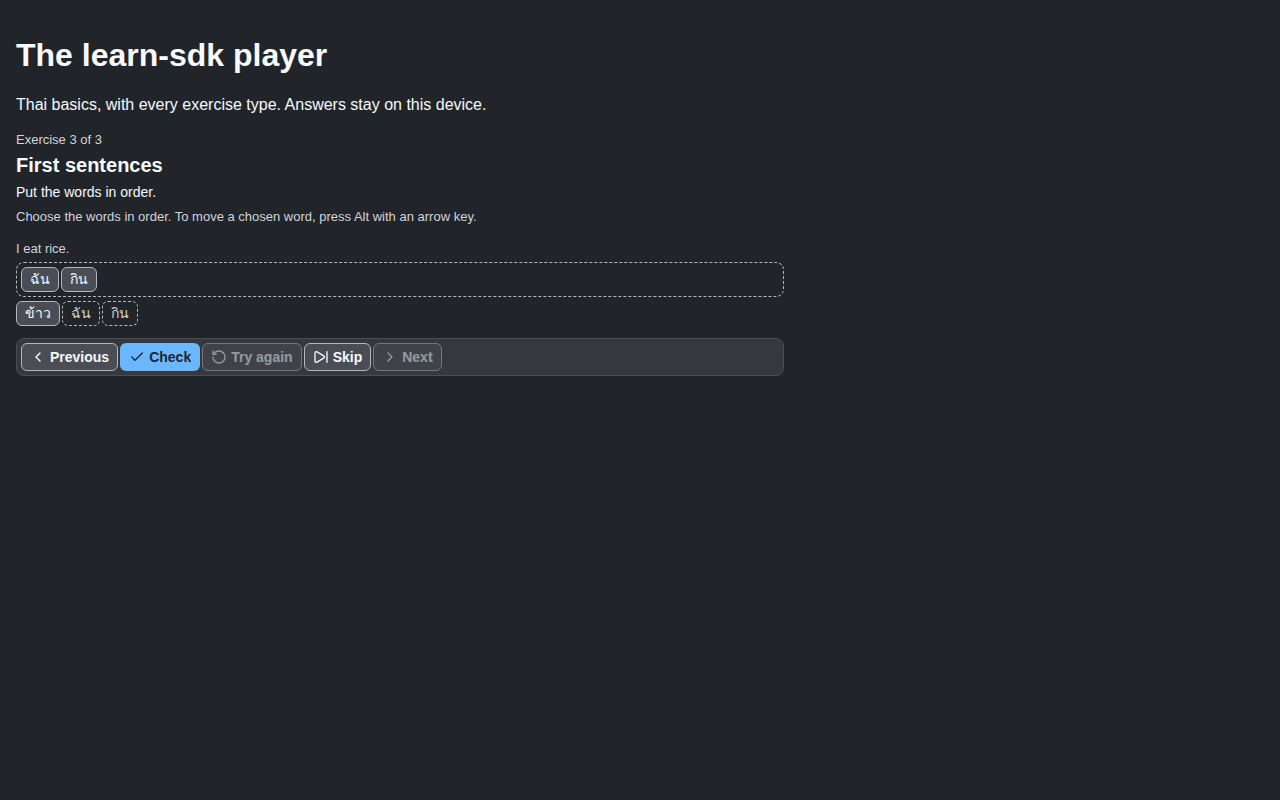 The learn-sdk player
Thai basics, with every exercise type. Answers stay on this device.
Exercise 3 of 3
First sentences
Put the words in order.
Choose the words in order. To move a chosen word, press Alt with an arrow key.
I eat rice.
ฉัน กิน
ข้าว ฉัน กิน
Previous Check Try again Skip Next